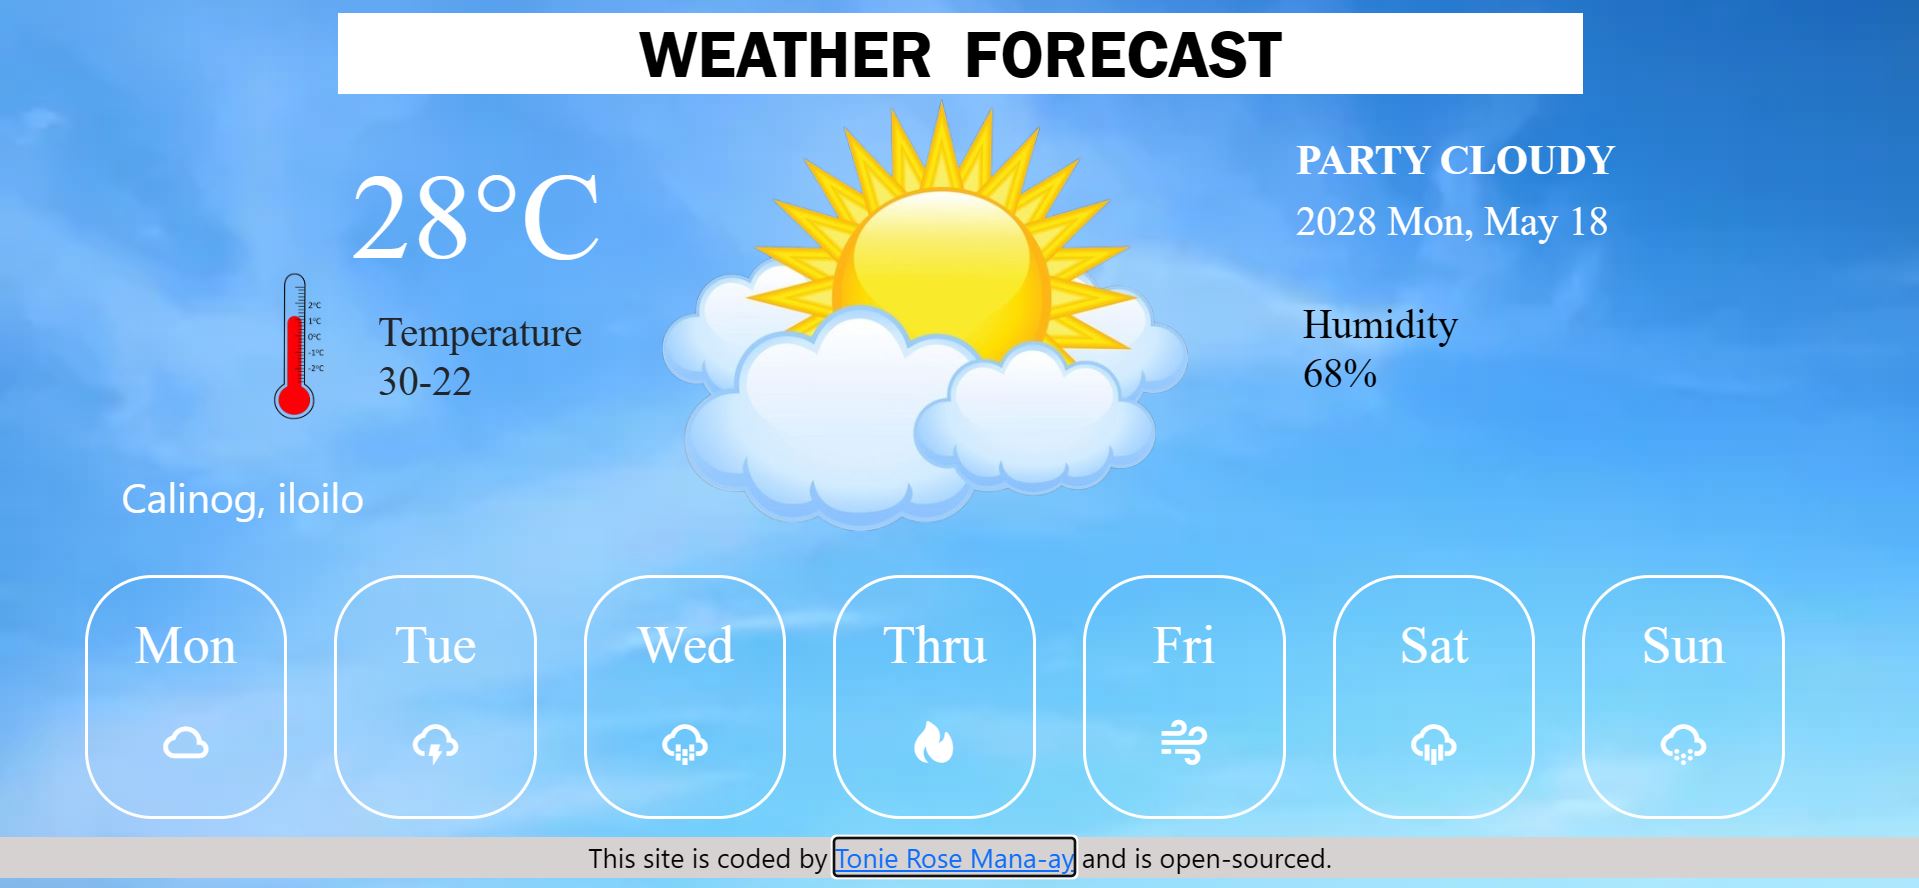 WEATHER FORECAST
28°C
PARTY CLOUDY
2028 Mon, May 18
2°C
1°C
0°C
-1°C
-2°C
Temperature
30-22
Humidity
68%
Calinog, iloilo
Mon
Tue
Wed
Thru
Fri
Sat
Sun
This site is coded by Tonie Rose Mana-ay and is open-sourced.